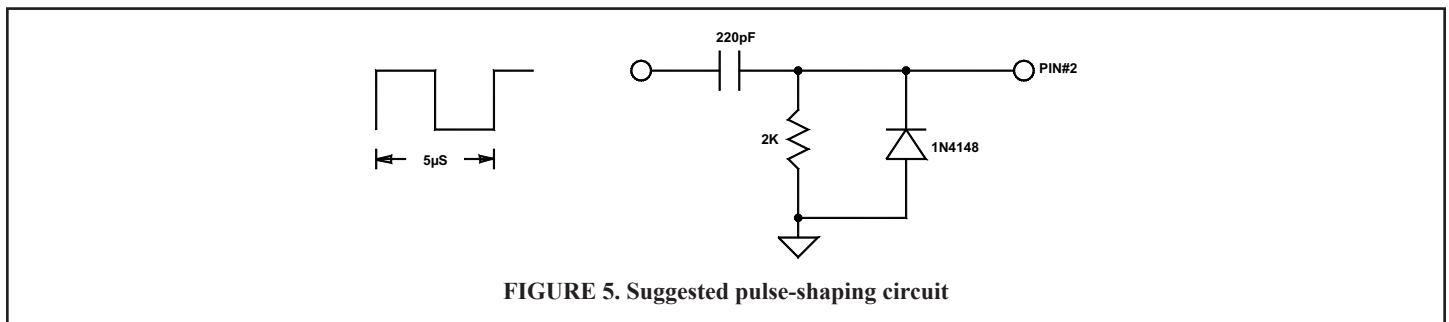 220pF
PIN#2
2K
1N4148
5µS
FIGURE 5. Suggested pulse-shaping circuit